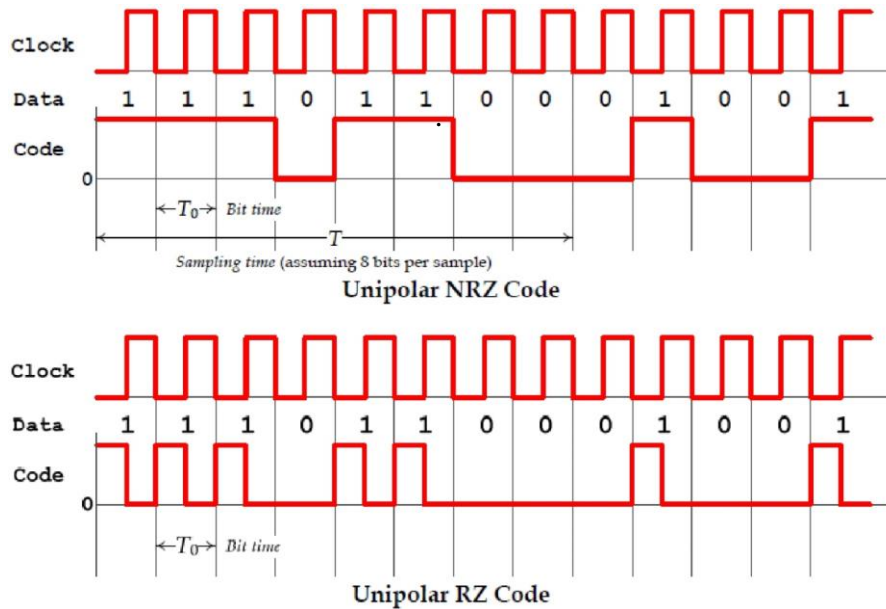 Clock
Data 1 1 1 0 1 1 0 0 0 1 0 0 1
Code
0
T₀ Bit time
T
Sampling time (assuming 8 bits per sample)
Unipolar NRZ Code
Clock
Data 1 1 1 0 1 1 0 0 0 1 0 0 1
Code
0
T₀ Bit time
Unipolar RZ Code